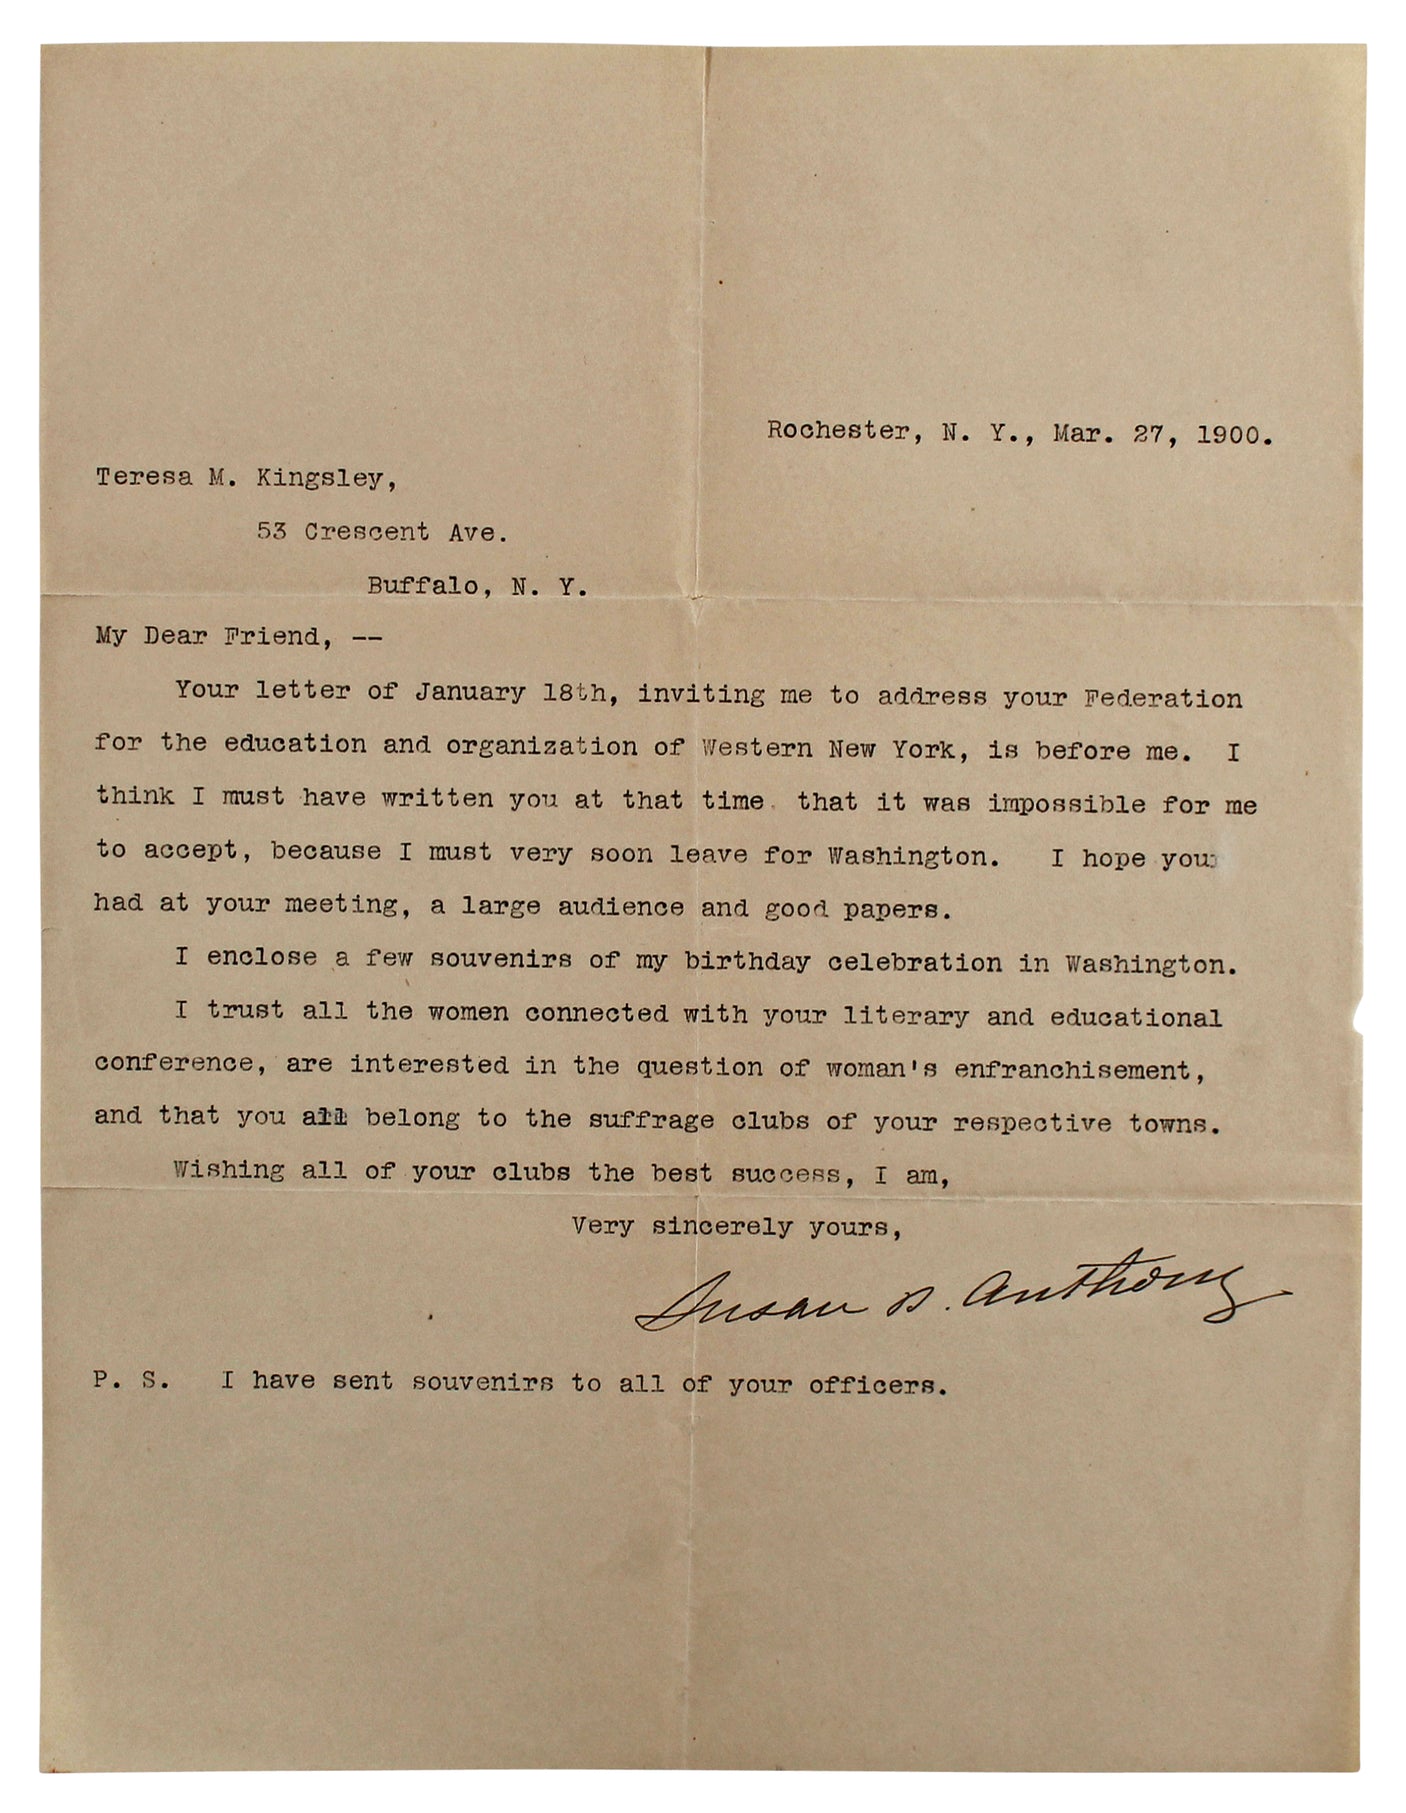 Rochester, N. Y., Mar. 27, 1900.
Teresa M. Kingsley,
53 Crescent Ave.
Buffalo, N. Y.
My Dear Friend, --
Your letter of January 18th, inviting me to address your Federation
for the education and organization of Western New York, is before me. I
think I must have written you at that time that it was impossible for me
to accept, because I must very soon leave for Washington. I hope you
had at your meeting, a large audience and good papers.
I enclose a few souvenirs of my birthday celebration in Washington.
I trust all the women connected with your literary and educational
conference, are interested in the question of woman's enfranchisement,
and that you all belong to the suffrage clubs of your respective towns.
Wishing all of your clubs the best success, I am,
Very sincerely yours,
Susan B. Anthony
P. S. I have sent souvenirs to all of your officers.